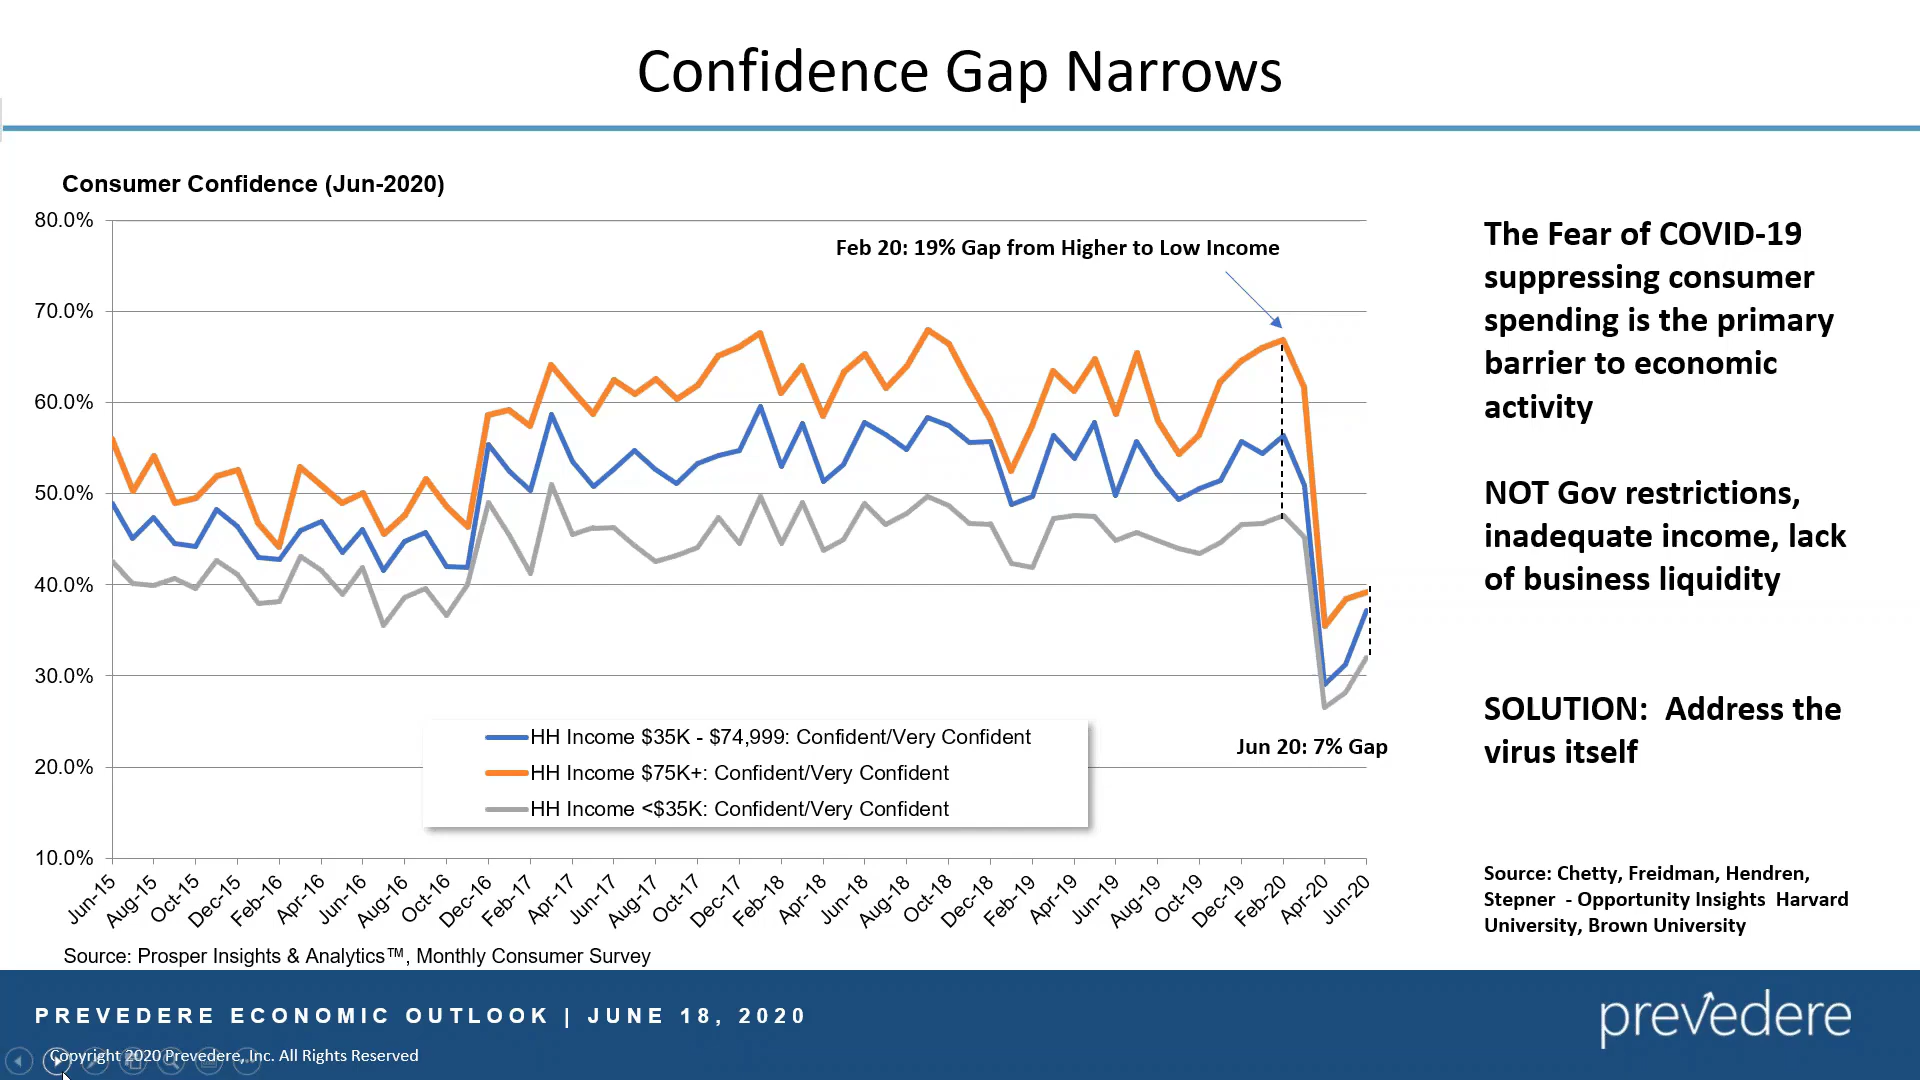 Confidence Gap Narrows
Consumer Confidence (Jun-2020)
80.0%
70.0%
60.0%
50.0%
40.0%
30.0%
20.0%
10.0%
Feb 20: 19% Gap from Higher to Low Income
Jun 20: 7% Gap
HH Income $35K - $74,999: Confident/Very Confident
HH Income $75K+: Confident/Very Confident
HH Income <$35K: Confident/Very Confident
Jun-15
Aug-15
Oct-15
Dec-15
Feb-16
Apr-16
Jun-16
Aug-16
Oct-16
Dec-16
Feb-17
Apr-17
Jun-17
Aug-17
Oct-17
Dec-17
Feb-18
Apr-18
Jun-18
Aug-18
Oct-18
Dec-18
Feb-19
Apr-19
Jun-19
Aug-19
Oct-19
Dec-19
Feb-20
Apr-20
Jun-20
Source: Prosper Insights & Analytics™, Monthly Consumer Survey
The Fear of COVID-19
suppressing consumer
spending is the primary
barrier to economic
activity
NOT Gov restrictions,
inadequate income, lack
of business liquidity
SOLUTION:  Address the
virus itself
Source: Chetty, Freidman, Hendren,
Stepner  - Opportunity Insights  Harvard
University, Brown University
PREVEDERE ECONOMIC OUTLOOK | JUNE 18, 2020
Copyright 2020 Prevedere, Inc. All Rights Reserved
prevedere